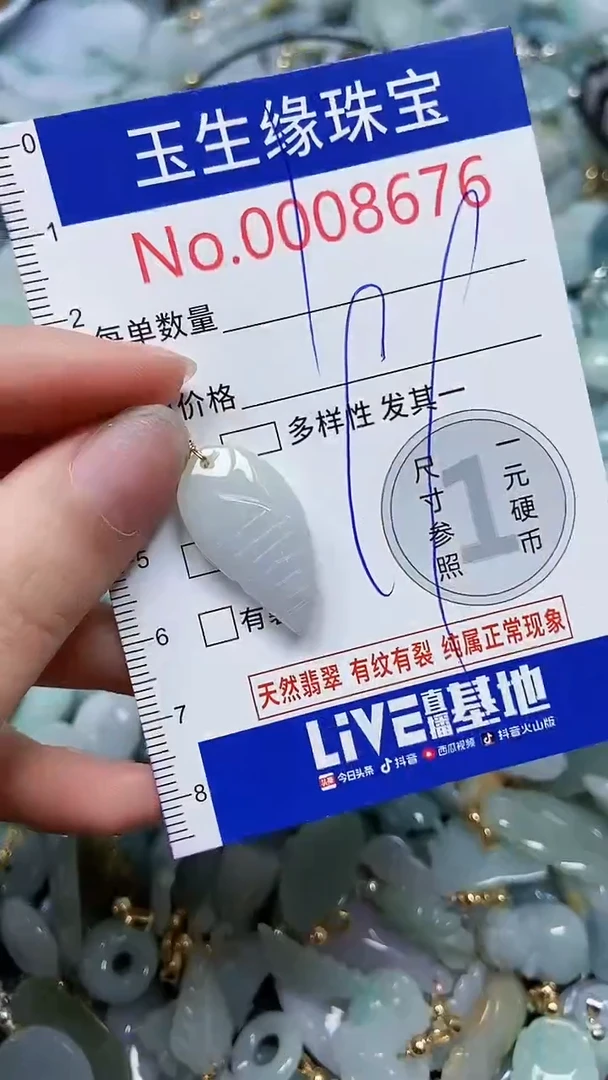 玉生缘珠宝
No.0008676
0
1
2
每单数量
价格
多样性 发其一
尺寸参照
一元硬币
1
5
6
有
天然翡翠 有纹有裂 纯属正常现象
7
LiVE直播基地
头条 今日头条 抖音 西瓜视频 抖音火山版
8